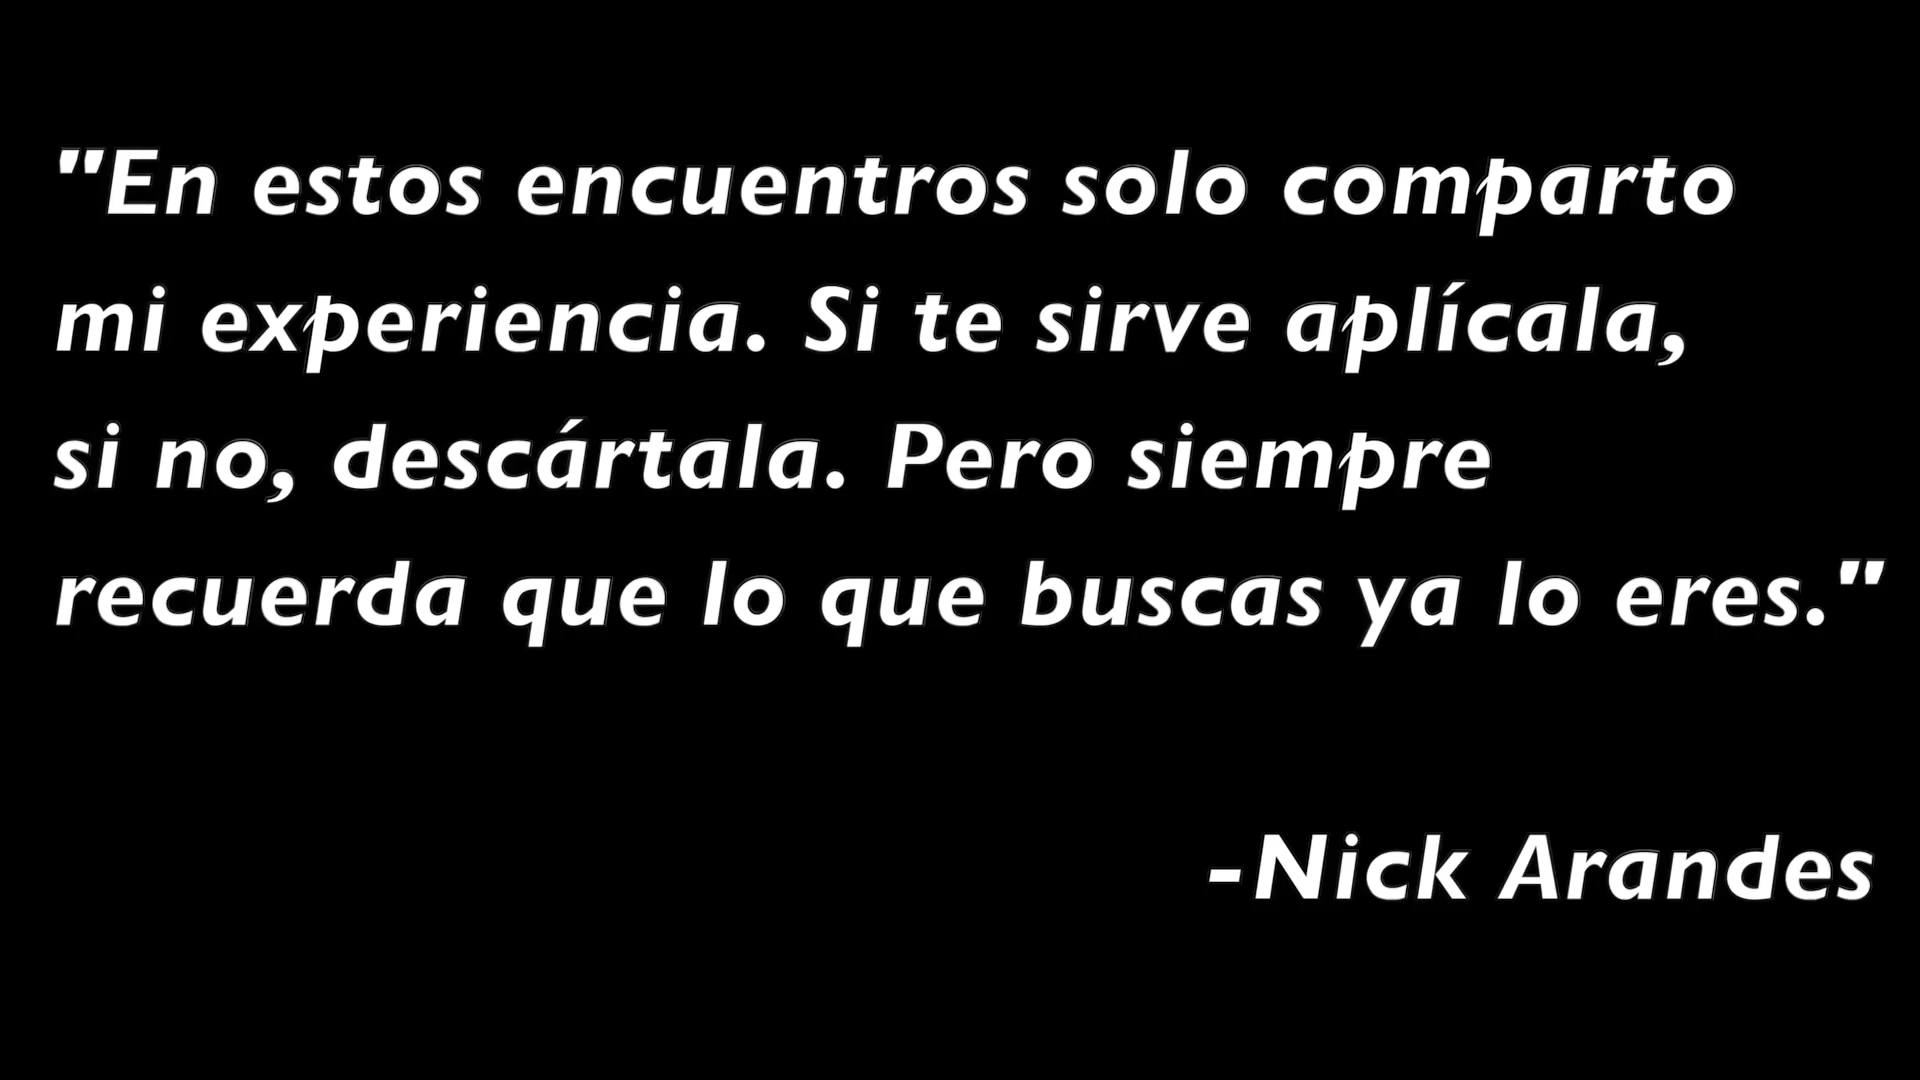 "En estos encuentros solo comparto
mi experiencia. Si te sirve aplícala,
si no, descártala. Pero siempre
recuerda que lo que buscas ya lo eres."
-Nick Arandes